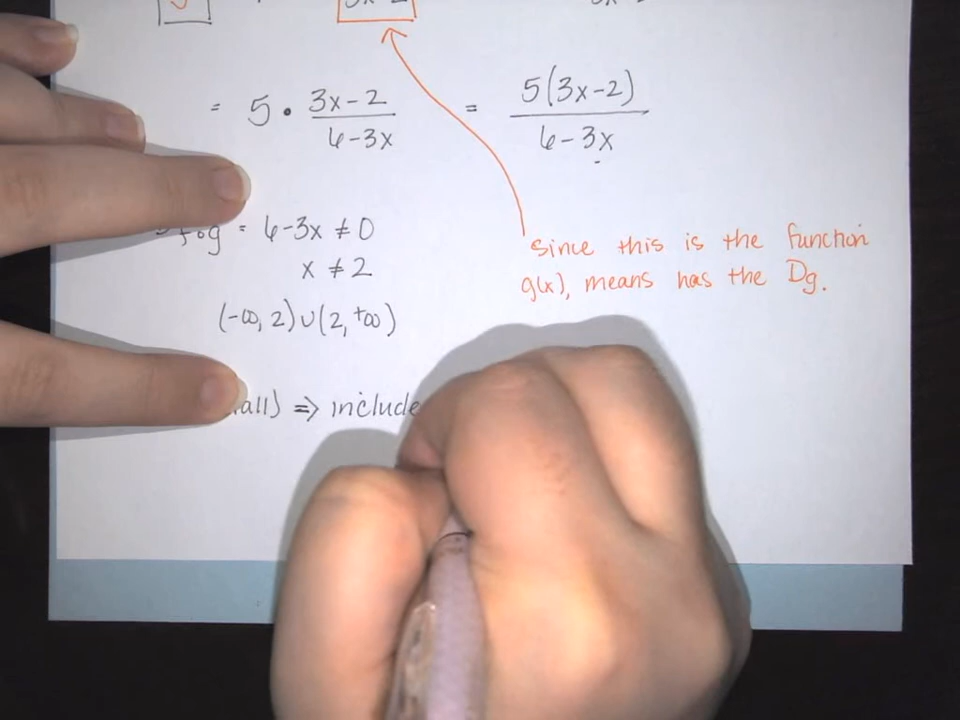 = 5 • 3x-2 / 6-3x = 5(3x-2) / 6-3x
fog = 6-3x ≠ 0
x ≠ 2
(-∞, 2)∪(2, +∞)
since this is the function
g(x), means has the Dg.
all) => include